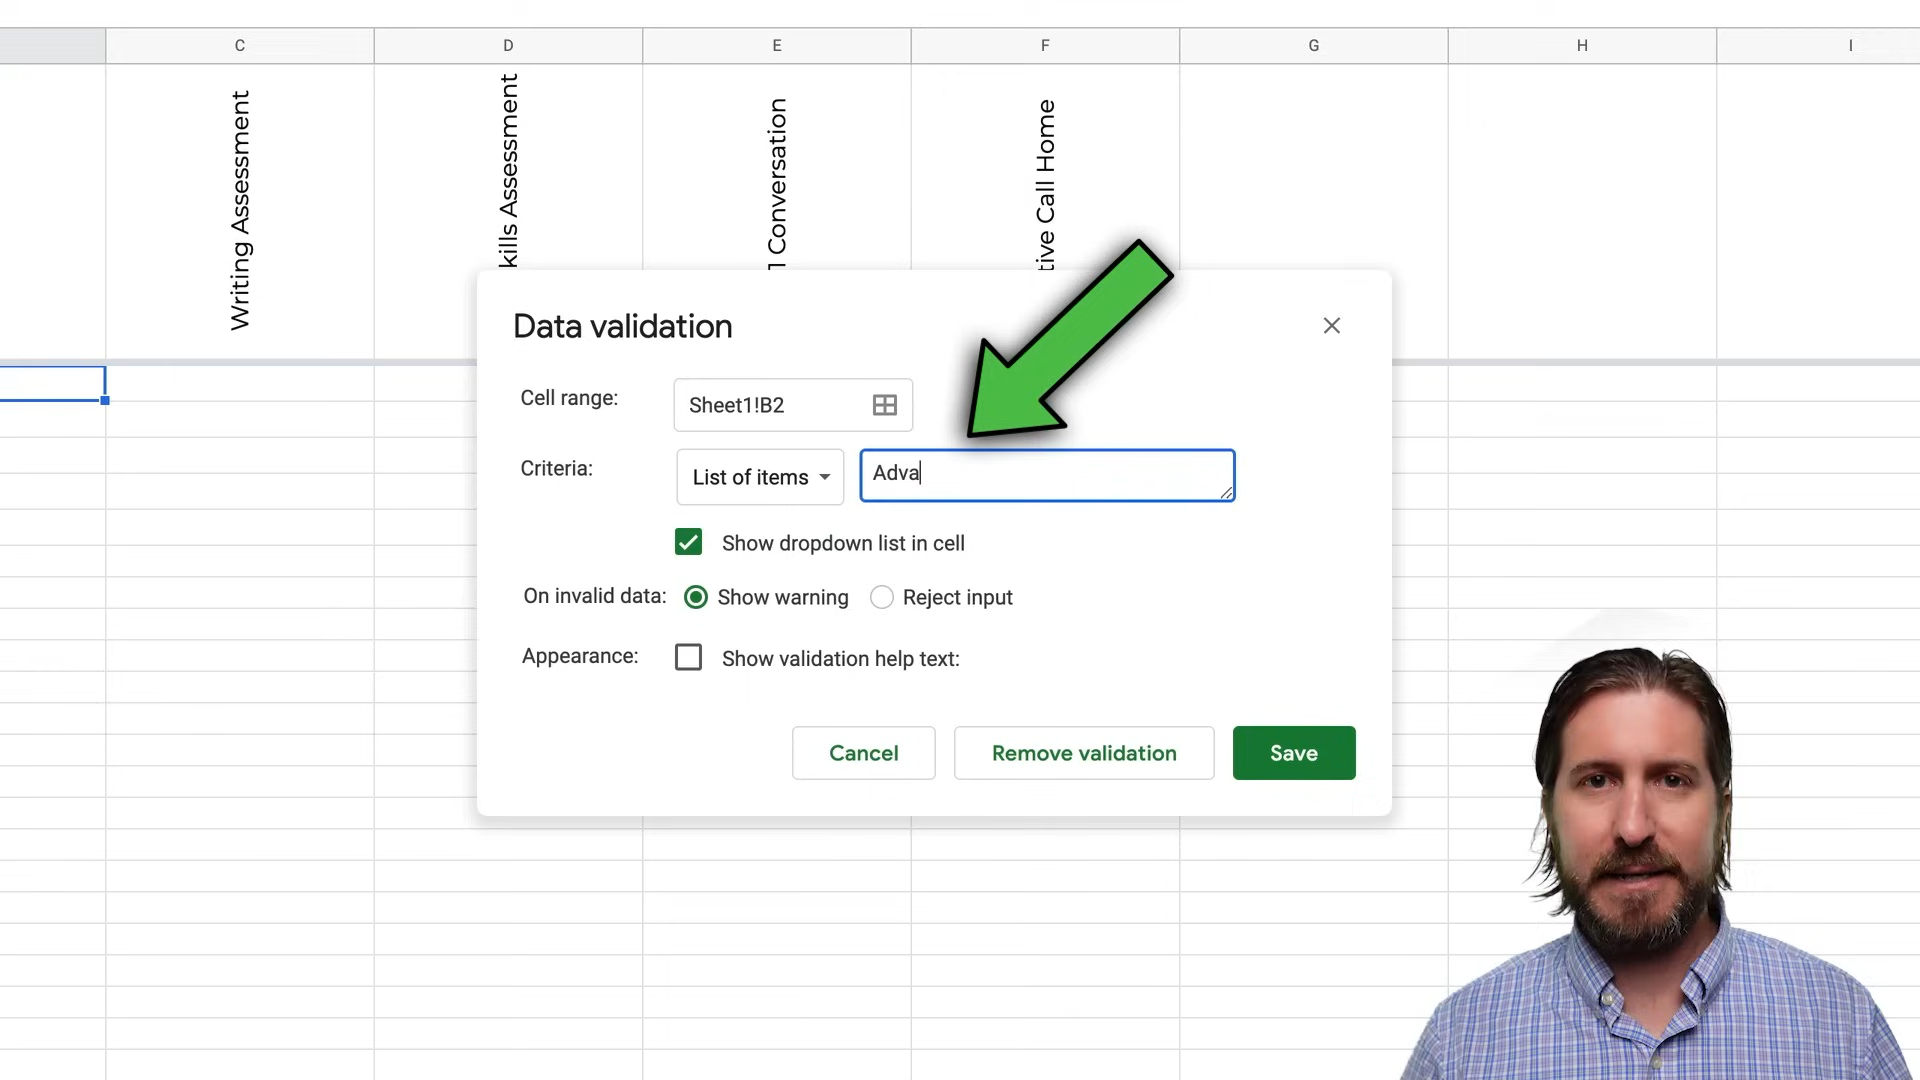 C D E F G H I
Writing Assessment
kills Assessment
1 Conversation
tive Call Home
Data validation
Cell range:
Sheet1!B2
Criteria:
List of items
Adva
Show dropdown list in cell
On invalid data:
Show warning
Reject input
Appearance:
Show validation help text:
Cancel
Remove validation
Save